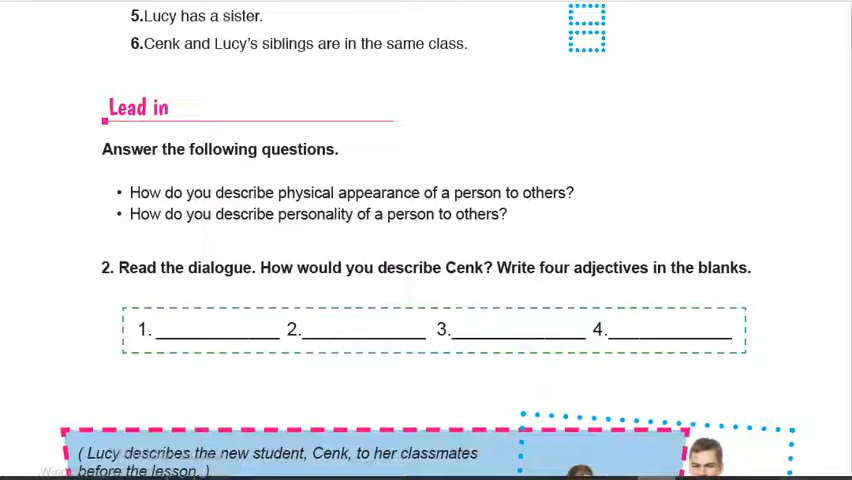 5.Lucy has a sister.
6.Cenk and Lucy's siblings are in the same class.
Lead in
Answer the following questions.
• How do you describe physical appearance of a person to others?
• How do you describe personality of a person to others?
2. Read the dialogue. How would you describe Cenk? Write four adjectives in the blanks.
1. ____________ 2.____________ 3.____________ 4.____________
( Lucy describes the new student, Cenk, to her classmates
before the lesson. )